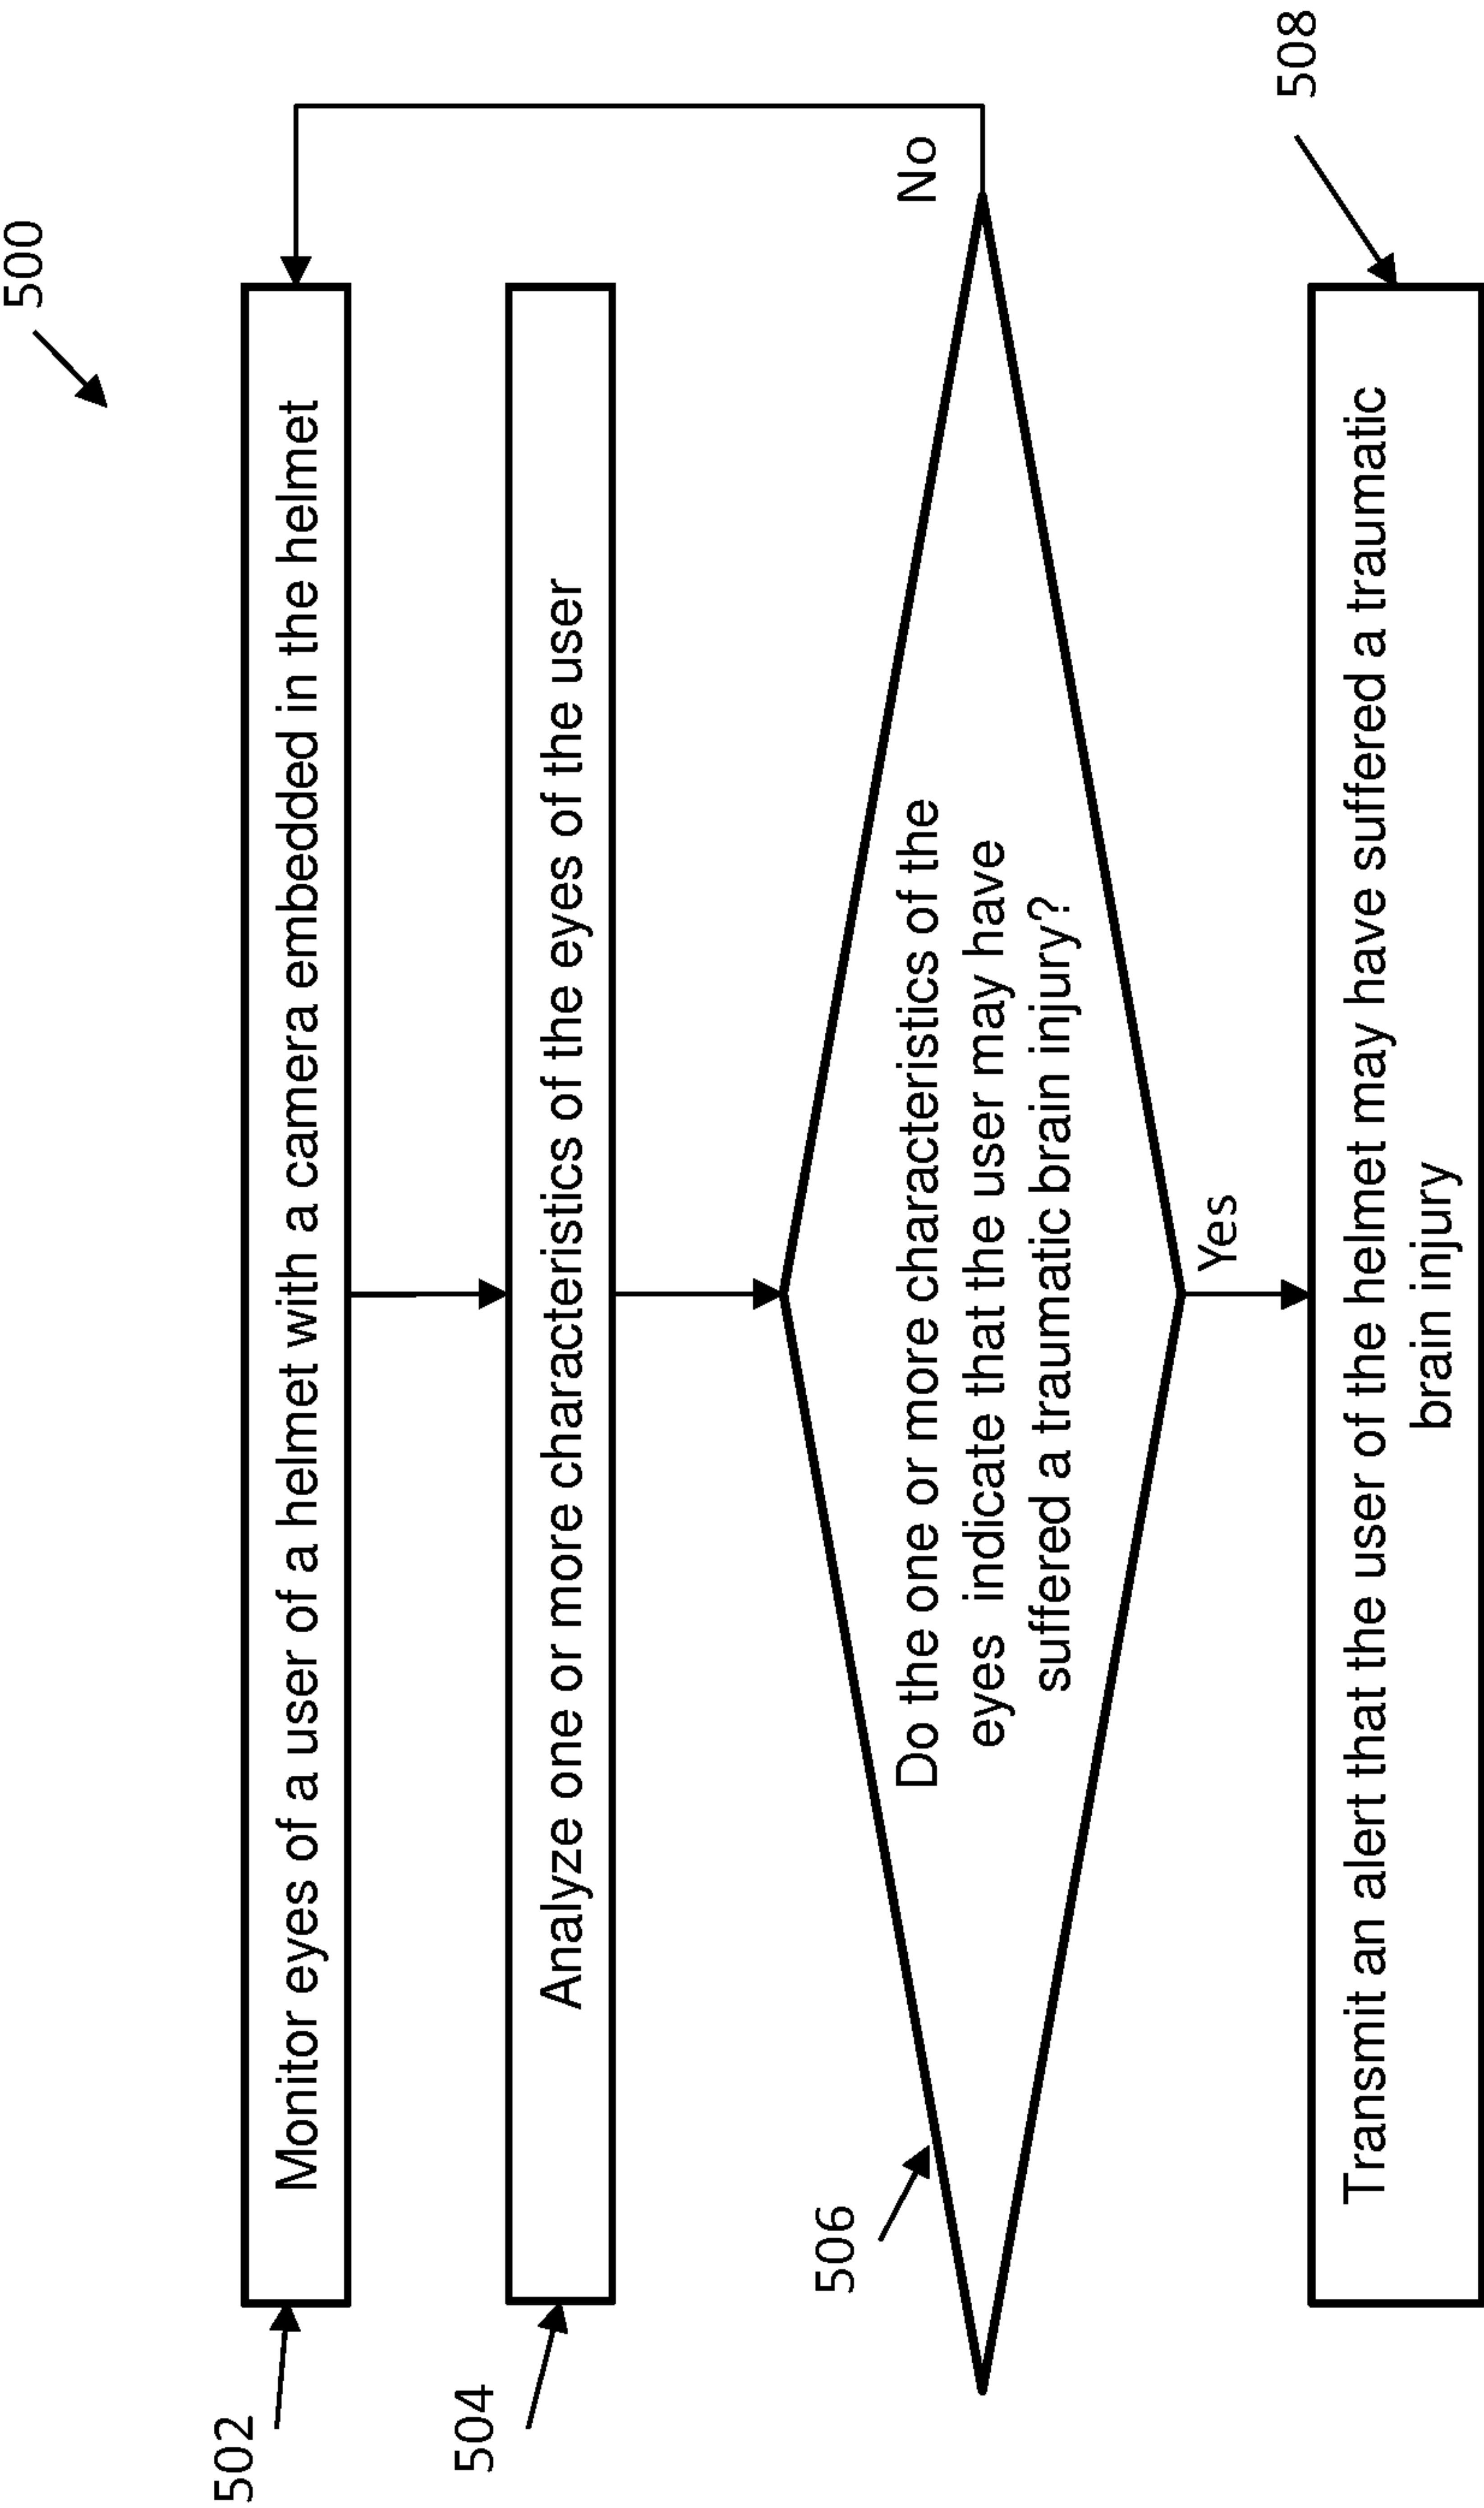 500
502
Monitor eyes of a user of a helmet with a camera embedded in the helmet
504
Analyze one or more characteristics of the eyes of the user
506
Do the one or more characteristics of the
eyes indicate that the user may have
suffered a traumatic brain injury?
No
Yes
508
Transmit an alert that the user of the helmet may have suffered a traumatic
brain injury